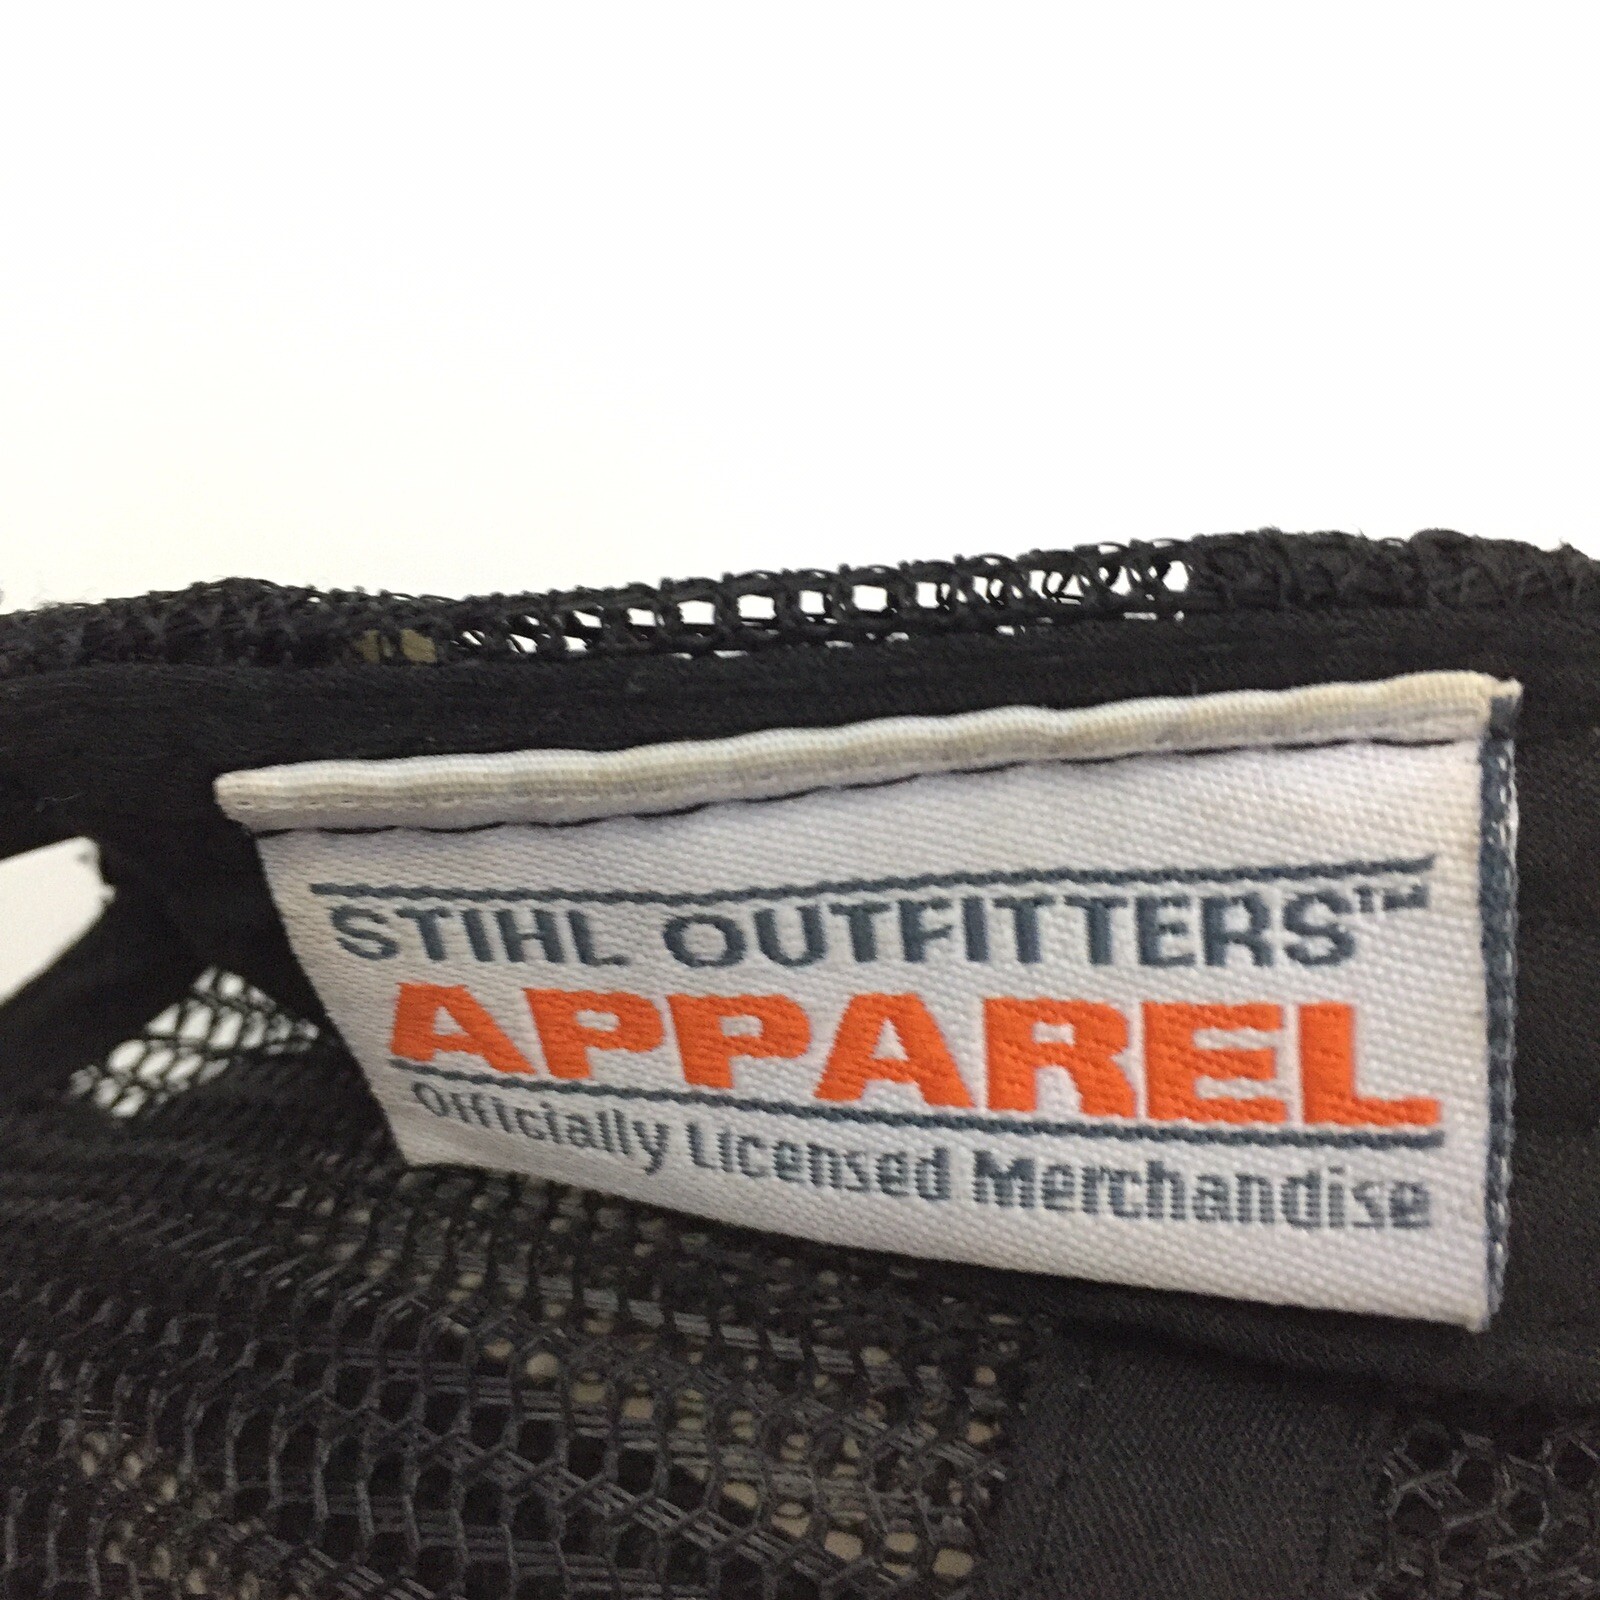 STIHL OUTFITTERS™
APPAREL
Officially Licensed Merchandise